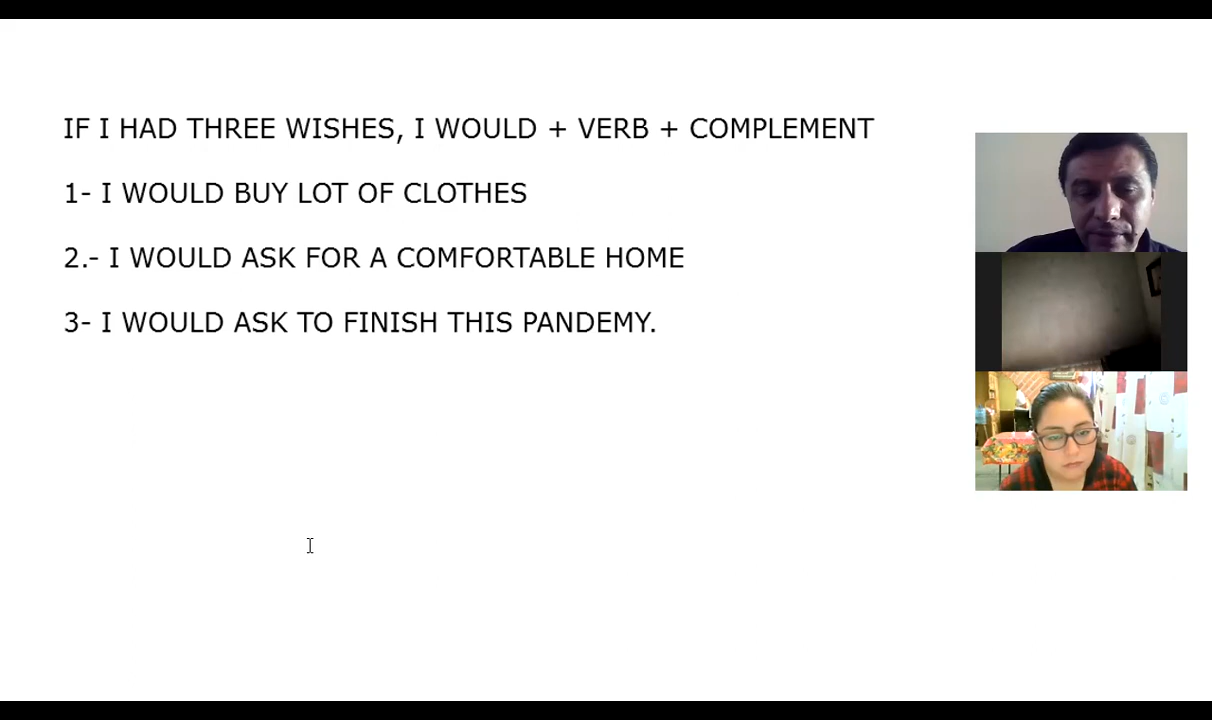 IF I HAD THREE WISHES, I WOULD + VERB + COMPLEMENT
1- I WOULD BUY LOT OF CLOTHES
2.- I WOULD ASK FOR A COMFORTABLE HOME
3- I WOULD ASK TO FINISH THIS PANDEMY.